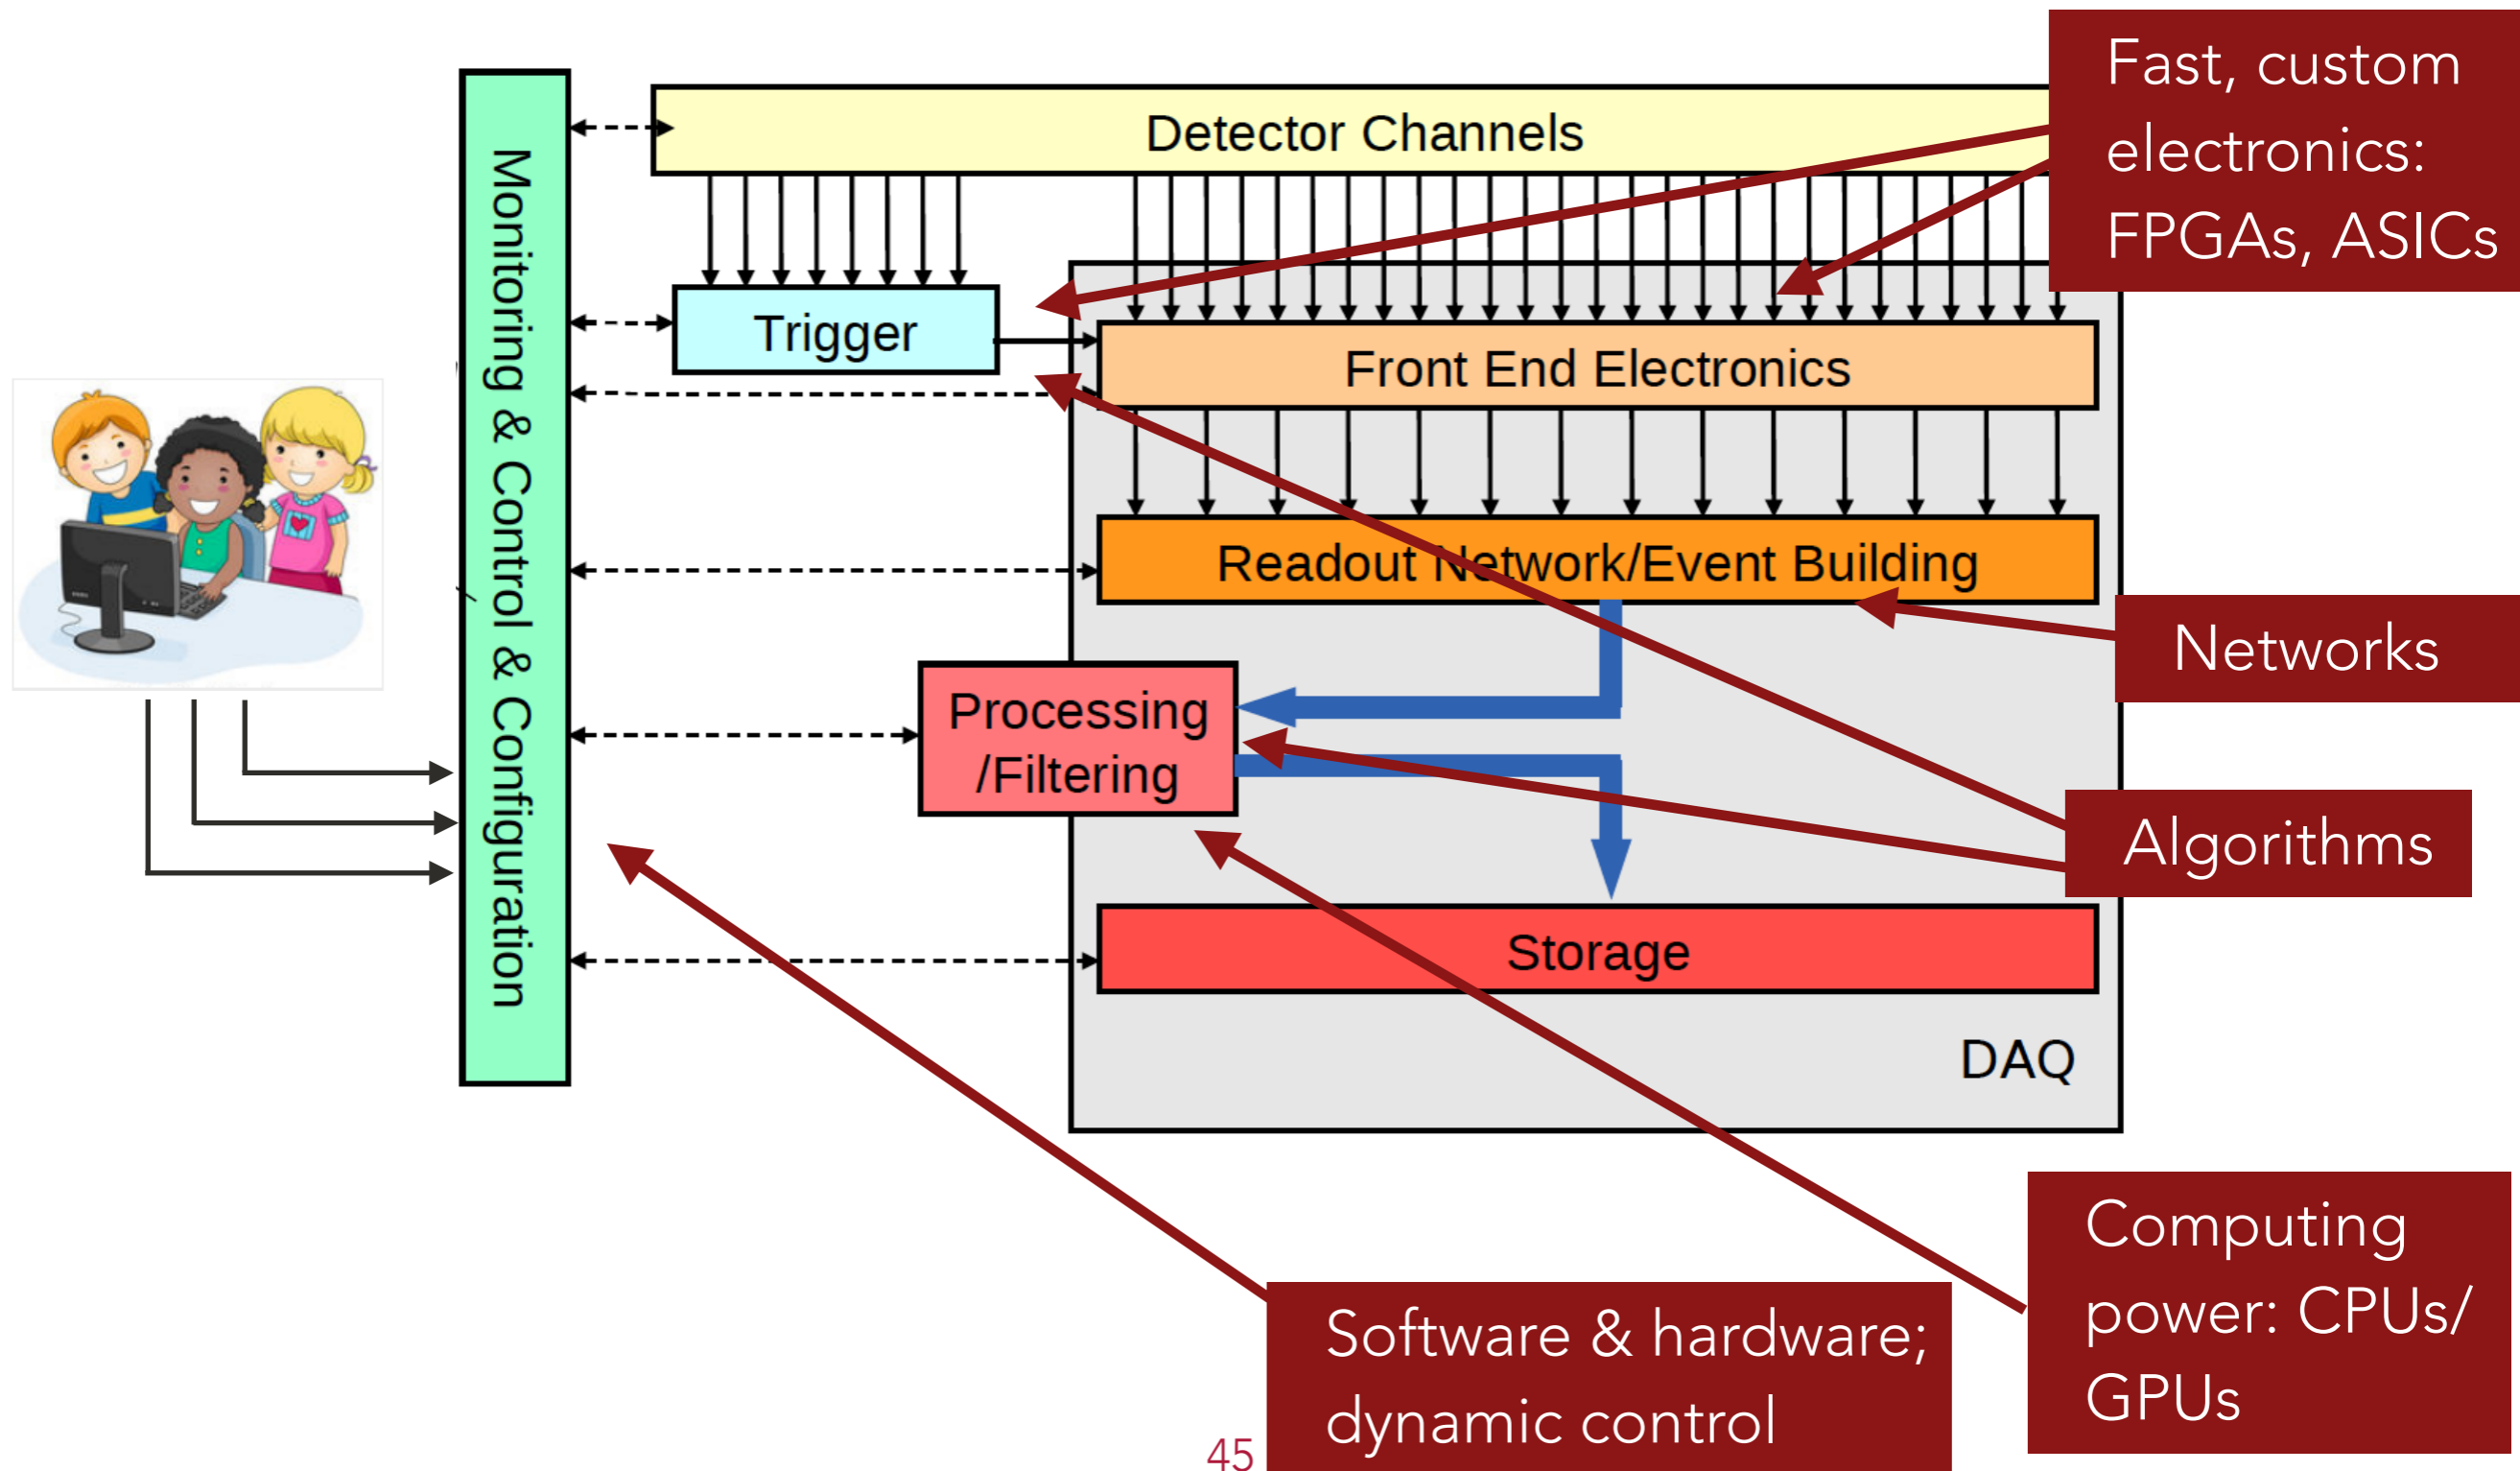 Fast, custom
electronics:
FPGAs, ASICs
Detector Channels
Monitoring & Control & Configuration
Trigger
Front End Electronics
Readout Network/Event Building
Networks
Processing
/Filtering
Algorithms
Storage
DAQ
Computing
power: CPUs/
GPUs
Software & hardware;
dynamic control
45